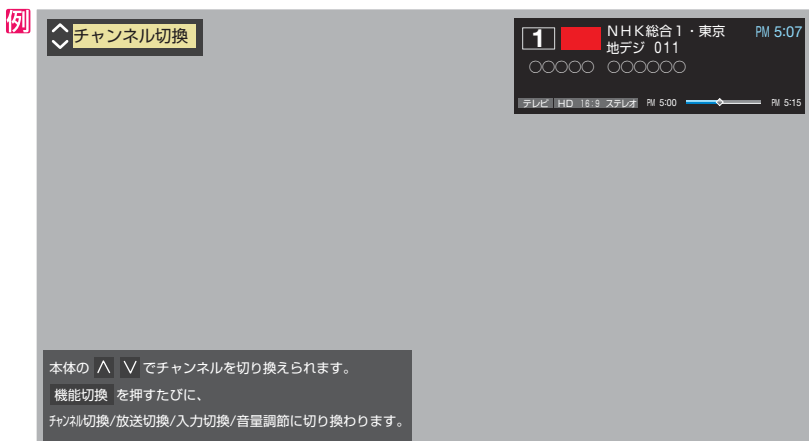 例
チャンネル切換
1 NHK総合1・東京 PM 5:07
地デジ 011
○○○○○ ○○○○○○
テレビ HD 16:9 ステレオ PM 5:00 PM 5:15
本体の ∧ ∨ でチャンネルを切り換えられます。
機能切換 を押すたびに、
ﾁｬﾝﾈﾙ切換/放送切換/入力切換/音量調節に切り換わります。